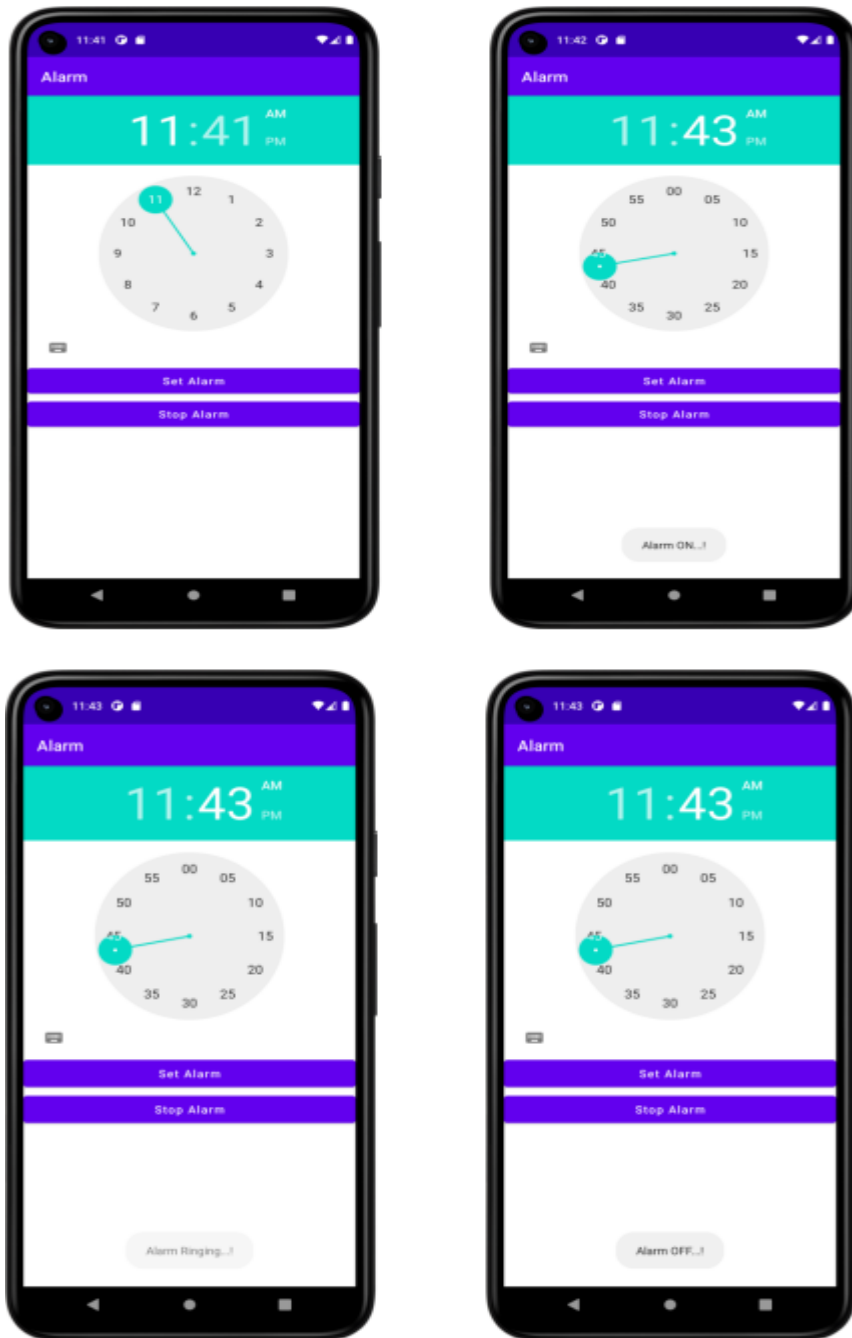 11:41
Alarm
11:41 AM
PM
12
11 1
10 2
9 3
8 4
7 5
6
Set Alarm
Stop Alarm
11:42
Alarm
11:43 AM
PM
00
55 05
50 10
45 15
40 20
35 25
30
Set Alarm
Stop Alarm
Alarm ON...!
11:43
Alarm
11:43 AM
PM
00
55 05
50 10
45 15
40 20
35 25
30
Set Alarm
Stop Alarm
Alarm Ringing...!
11:43
Alarm
11:43 AM
PM
00
55 05
50 10
45 15
40 20
35 25
30
Set Alarm
Stop Alarm
Alarm OFF...!